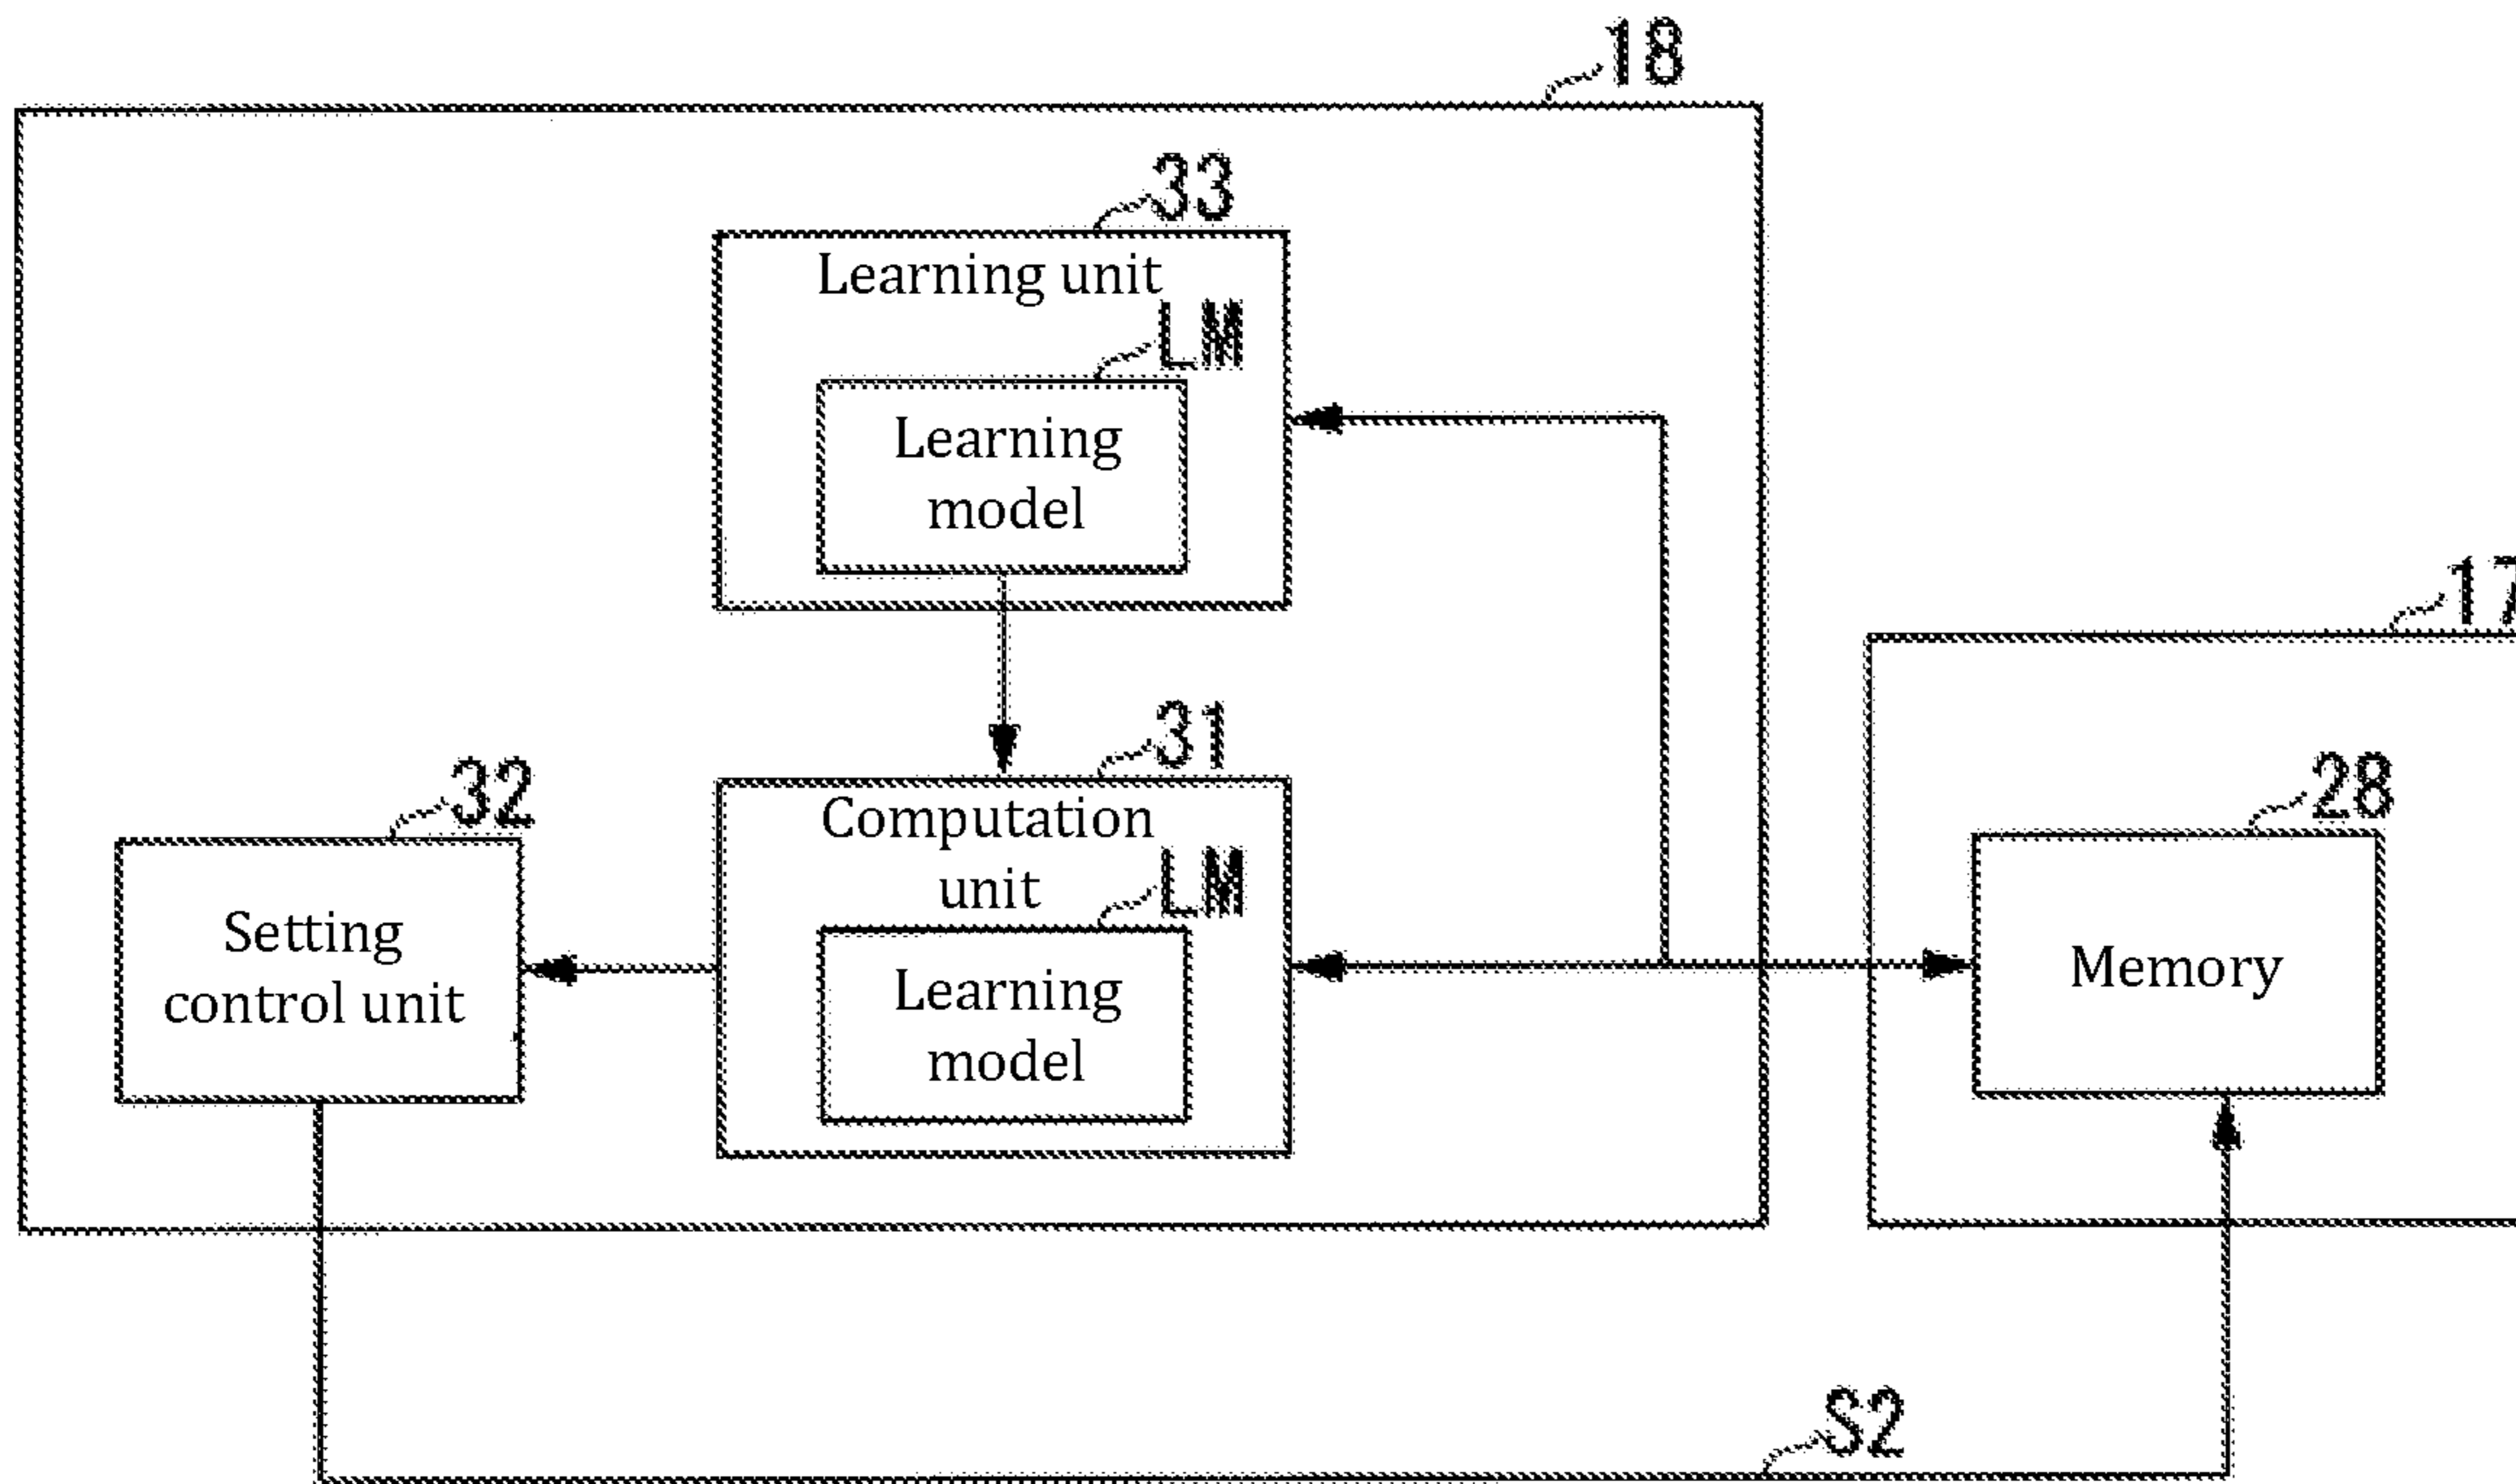 18
33
Learning unit
LM
Learning
model
17
31
32
28
Computation
unit
LM
Setting
control unit
Learning
model
Memory
S2